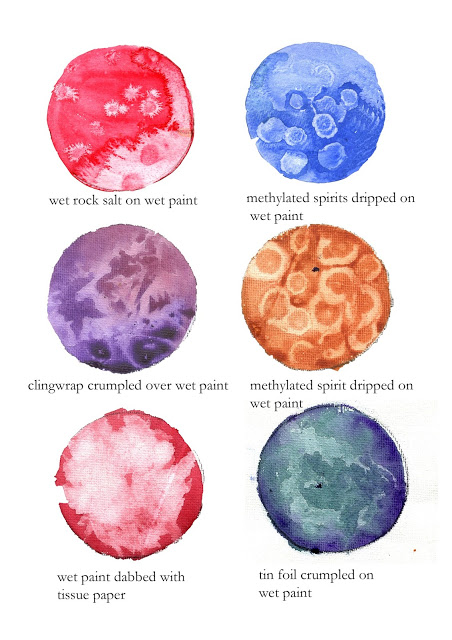 wet rock salt on wet paint
methylated spirits dripped on
wet paint
clingwrap crumpled over wet paint
methylated spirit dripped on
wet paint
wet paint dabbed with
tissue paper
tin foil crumpled on
wet paint